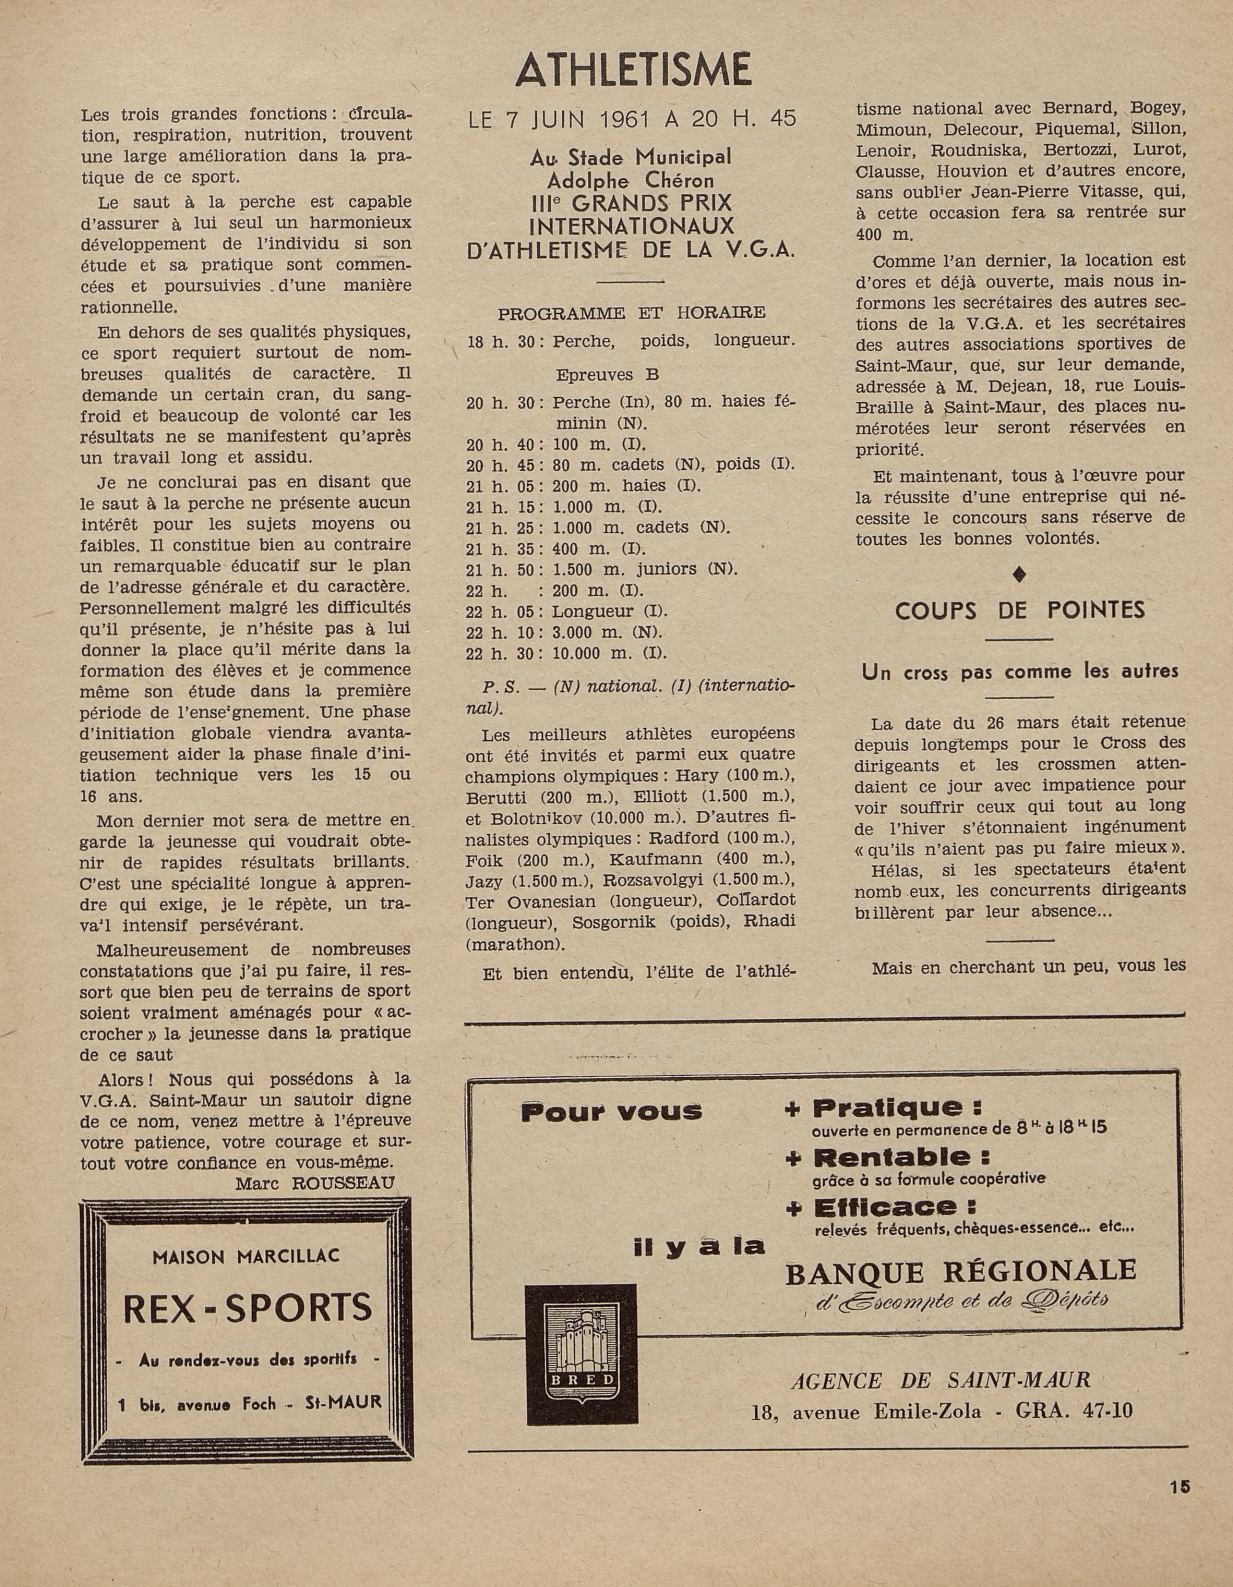 ATHLETISME
Les trois grandes fonctions : circula-
tion, respiration, nutrition, trouvent
une large amélioration dans la pra-
tique de ce sport.
Le saut à la perche est capable
d'assurer à lui seul un harmonieux
développement de l'individu si son
étude et sa pratique sont commen-
cées et poursuivies d'une manière
rationnelle.
En dehors de ses qualités physiques,
ce sport requiert surtout de nom-
breuses qualités de caractère. Il
demande un certain cran, du sang-
froid et beaucoup de volonté car les
résultats ne se manifestent qu'après
un travail long et assidu.
Je ne conclurai pas en disant que
le saut à la perche ne présente aucun
intérêt pour les sujets moyens ou
faibles. Il constitue bien au contraire
un remarquable éducatif sur le plan
de l'adresse générale et du caractère.
Personnellement malgré les difficultés
qu'il présente, je n'hésite pas à lui
donner la place qu'il mérite dans la
formation des élèves et je commence
même son étude dans la première
période de l'enseignement. Une phase
d'initiation globale viendra avanta-
geusement aider la phase finale d'ini-
tiation technique vers les 15 ou
16 ans.
Mon dernier mot sera de mettre en
garde la jeunesse qui voudrait obte-
nir de rapides résultats brillants.
C'est une spécialité longue à appren-
dre qui exige, je le répète, un tra-
vail intensif persévérant.
Malheureusement de nombreuses
constatations que j'ai pu faire, il res-
sort que bien peu de terrains de sport
soient vraiment aménagés pour « ac-
crocher » la jeunesse dans la pratique
de ce saut
Alors ! Nous qui possédons à la
V.G.A. Saint-Maur un sautoir digne
de ce nom, venez mettre à l'épreuve
votre patience, votre courage et sur-
tout votre confiance en vous-même.
Marc ROUSSEAU
MAISON MARCILLAC
REX - SPORTS
- Au rendez-vous des sportifs -
1 bis, avenue Foch - St-MAUR
LE 7 JUIN 1961 A 20 H. 45
Au Stade Municipal
Adolphe Chéron
IIIe GRANDS PRIX
INTERNATIONAUX
D'ATHLETISME DE LA V.G.A.
PROGRAMME ET HORAIRE
18 h. 30 : Perche, poids, longueur.
Epreuves B
20 h. 30 : Perche (In), 80 m. haies fé-
minin (N).
20 h. 40 : 100 m. (I).
20 h. 45 : 80 m. cadets (N), poids (I).
21 h. 05 : 200 m. haies (I).
21 h. 15 : 1.000 m. (I).
21 h. 25 : 1.000 m. cadets (N).
21 h. 35 : 400 m. (I).
21 h. 50 : 1.500 m. juniors (N).
22 h. : 200 m. (I).
22 h. 05 : Longueur (I).
22 h. 10 : 3.000 m. (N).
22 h. 30 : 10.000 m. (I).
P. S. — (N) national. (I) (internatio-
nal).
Les meilleurs athlètes européens
ont été invités et parmi eux quatre
champions olympiques : Hary (100 m.),
Berutti (200 m.), Elliott (1.500 m.),
et Bolotnikov (10.000 m.). D'autres fi-
nalistes olympiques : Radford (100 m.),
Foik (200 m.), Kaufmann (400 m.),
Jazy (1.500 m.), Rozsavolgyi (1.500 m.),
Ter Ovanesian (longueur), Collardot
(longueur), Sosgornik (poids), Rhadi
(marathon).
Et bien entendu, l'élite de l'athlé-
tisme national avec Bernard, Bogey,
Mimoun, Delecour, Piquemal, Sillon,
Lenoir, Roudniska, Bertozzi, Lurot,
Clausse, Houvion et d'autres encore,
sans oublier Jean-Pierre Vitasse, qui,
à cette occasion fera sa rentrée sur
400 m.
Comme l'an dernier, la location est
d'ores et déjà ouverte, mais nous in-
formons les secrétaires des autres sec-
tions de la V.G.A. et les secrétaires
des autres associations sportives de
Saint-Maur, que, sur leur demande,
adressée à M. Dejean, 18, rue Louis-
Braille à Saint-Maur, des places nu-
mérotées leur seront réservées en
priorité.
Et maintenant, tous à l'œuvre pour
la réussite d'une entreprise qui né-
cessite le concours sans réserve de
toutes les bonnes volontés.
COUPS DE POINTES
Un cross pas comme les autres
La date du 26 mars était retenue
depuis longtemps pour le Cross des
dirigeants et les crossmen atten-
daient ce jour avec impatience pour
voir souffrir ceux qui tout au long
de l'hiver s'étonnaient ingénument
« qu'ils n'aient pas pu faire mieux ».
Hélas, si les spectateurs étaient
nomb eux, les concurrents dirigeants
brillèrent par leur absence...
Mais en cherchant un peu, vous les
Pour vous
+ Pratique :
ouverte en permanence de 8 H. à 18 H. 15
+ Rentable :
grâce à sa formule coopérative
+ Efficace :
relevés fréquents, chèques-essence... etc...
il y a la
BANQUE RÉGIONALE
d'Escompte et de Dépôts
BRED
AGENCE DE SAINT-MAUR
18, avenue Emile-Zola - GRA. 47-10
15